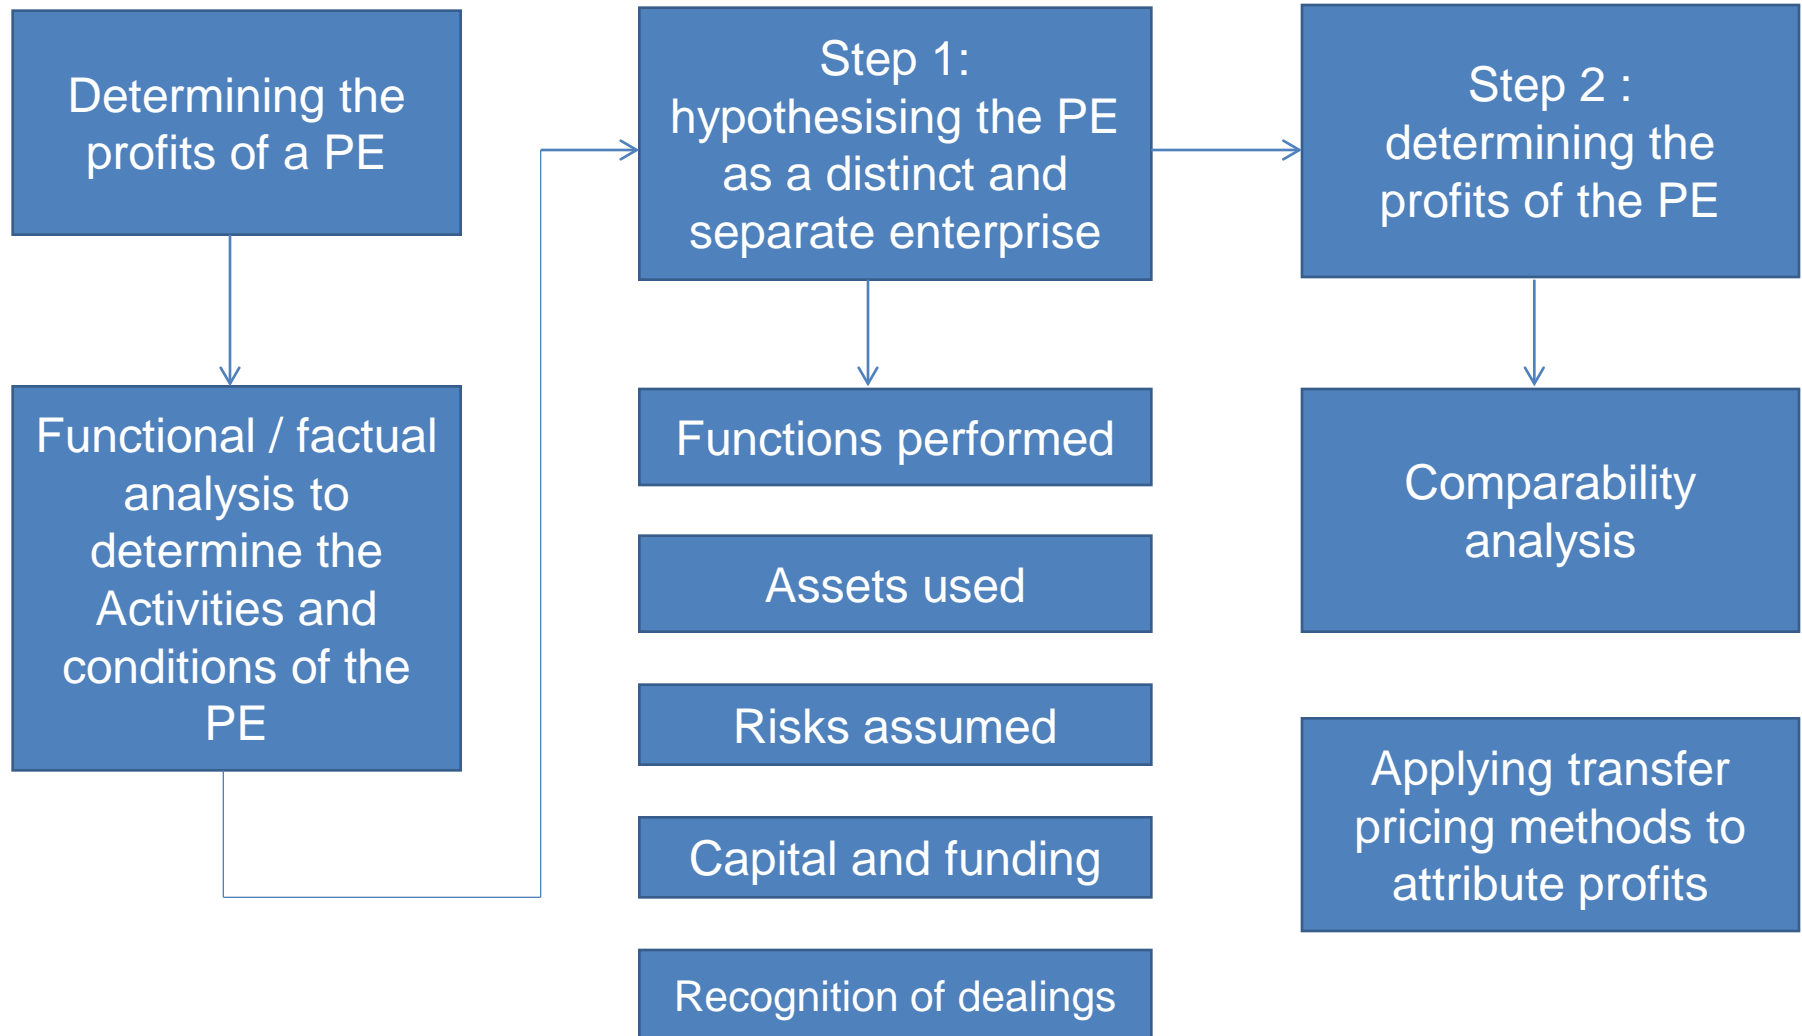 Determining the
profits of a PE
Functional / factual
analysis to
determine the
Activities and
conditions of the
PE
Step 1:
hypothesising the PE
as a distinct and
separate enterprise
Functions performed
Assets used
Risks assumed
Capital and funding
Recognition of dealings
Step 2 :
determining the
profits of the PE
Comparability
analysis
Applying transfer
pricing methods to
attribute profits